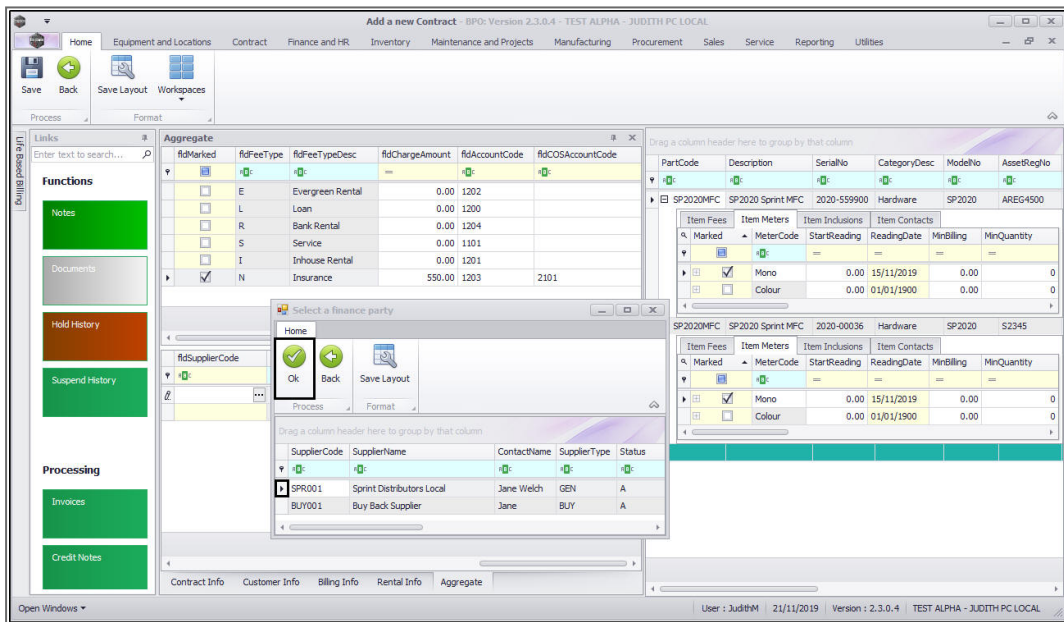 Add a new Contract - BPO: Version 2.3.0.4 - TEST ALPHA - JUDITH PC LOCAL
Home Equipment and Locations Contract Finance and HR Inventory Maintenance and Projects Manufacturing Procurement Sales Service Reporting Utilities
Save Back Save Layout Workspaces
Process Format
Life Based Billing
Links
Enter text to search...
Functions
Notes
Documents
Hold History
Suspend History
Processing
Invoices
Credit Notes
Aggregate
fldMarked fldFeeType fldFeeTypeDesc fldChargeAmount fldAccountCode fldCOSAccountCode
E Evergreen Rental 0.00 1202
L Loan 0.00 1200
R Bank Rental 0.00 1204
S Service 0.00 1101
I Inhouse Rental 0.00 1201
N Insurance 550.00 1203 2101
fldSupplierCode
Select a finance party
Home
Ok Back Save Layout
Process Format
Drag a column header here to group by that column
SupplierCode SupplierName ContactName SupplierType Status
SPR001 Sprint Distributors Local Jane Welch GEN A
BUY001 Buy Back Supplier Jane BUY A
Contract Info Customer Info Billing Info Rental Info Aggregate
Drag a column header here to group by that column
PartCode Description SerialNo CategoryDesc ModelNo AssetRegNo
SP2020MFC SP2020 Sprint MFC 2020-559900 Hardware SP2020 AREG4500
Item Fees Item Meters Item Inclusions Item Contacts
Marked MeterCode StartReading ReadingDate MinBilling MinQuantity
Mono 0.00 15/11/2019 0.00 0
Colour 0.00 01/01/1900 0.00 0
SP2020MFC SP2020 Sprint MFC 2020-00036 Hardware SP2020 S2345
Item Fees Item Meters Item Inclusions Item Contacts
Marked MeterCode StartReading ReadingDate MinBilling MinQuantity
Mono 0.00 15/11/2019 0.00 0
Colour 0.00 01/01/1900 0.00 0
Open Windows
User : JudithM 21/11/2019 Version : 2.3.0.4 TEST ALPHA - JUDITH PC LOCAL